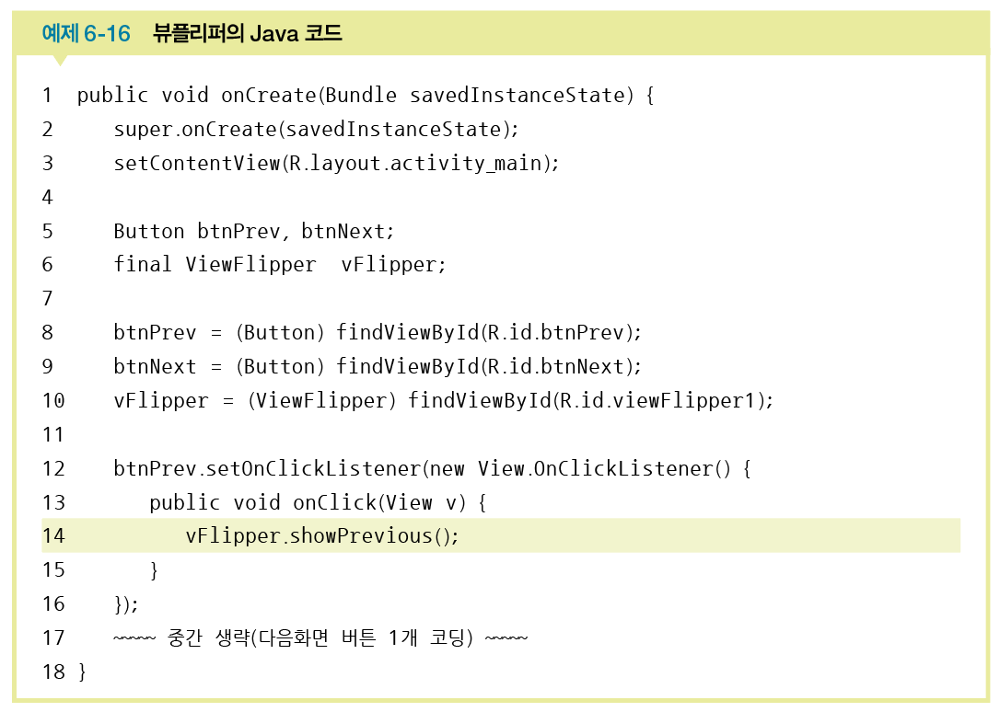 예제 6-16 뷰플리퍼의 Java 코드
1 public void onCreate(Bundle savedInstanceState) {
2 super.onCreate(savedInstanceState);
3 setContentView(R.layout.activity_main);
4
5 Button btnPrev, btnNext;
6 final ViewFlipper vFlipper;
7
8 btnPrev = (Button) findViewById(R.id.btnPrev);
9 btnNext = (Button) findViewById(R.id.btnNext);
10 vFlipper = (ViewFlipper) findViewById(R.id.viewFlipper1);
11
12 btnPrev.setOnClickListener(new View.OnClickListener() {
13 public void onClick(View v) {
14 vFlipper.showPrevious();
15 }
16 });
17 ~~~~~ 중간 생략(다음화면 버튼 1개 코딩) ~~~~~
18 }